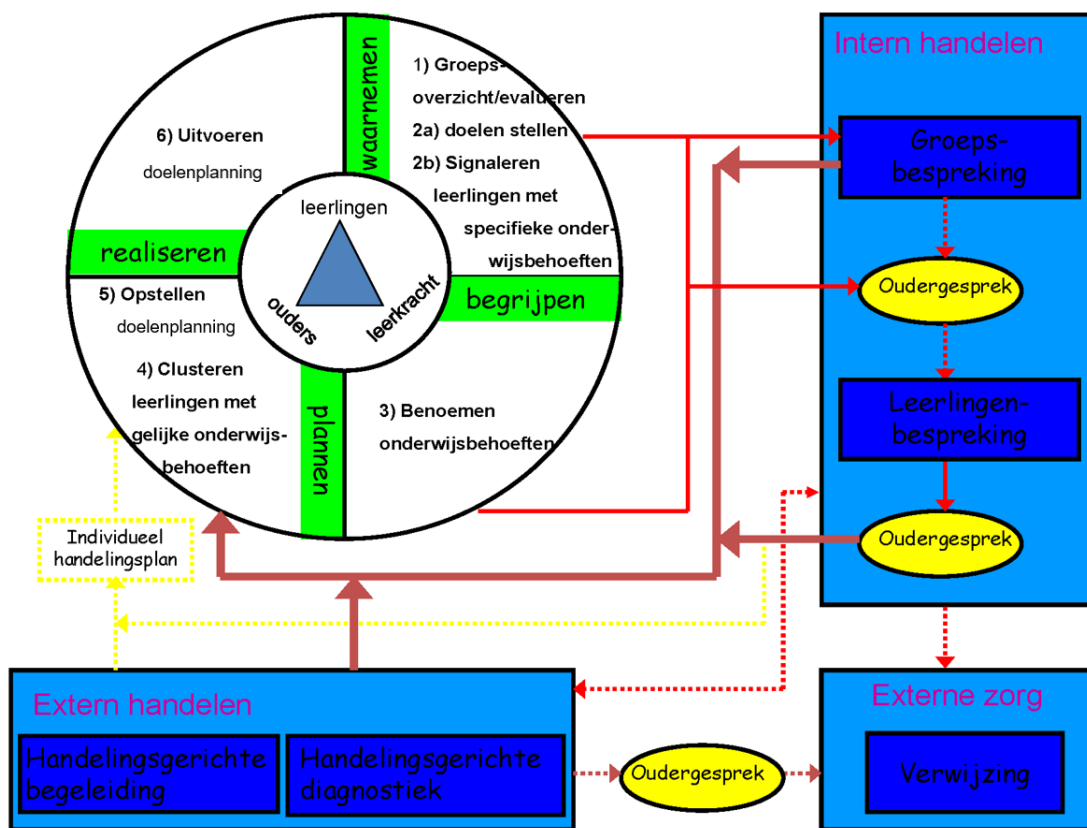 waarnemen
1) Groeps-
overzicht/evalueren
2a) doelen stellen
2b) Signaleren
leerlingen met
specifieke onder-
wijsbehoeften
begrijpen
3) Benoemen
onderwijsbehoeften
plannen
4) Clusteren
leerlingen met
gelijke onderwijs-
behoeften
5) Opstellen
doelenplanning
realiseren
6) Uitvoeren
doelenplanning
leerlingen
ouders
leerkracht
Individueel
handelingsplan
Intern handelen
Groeps-
bespreking
Oudergesprek
Leerlingen-
bespreking
Oudergesprek
Extern handelen
Handelingsgerichte
begeleiding
Handelingsgerichte
diagnostiek
Oudergesprek
Externe zorg
Verwijzing